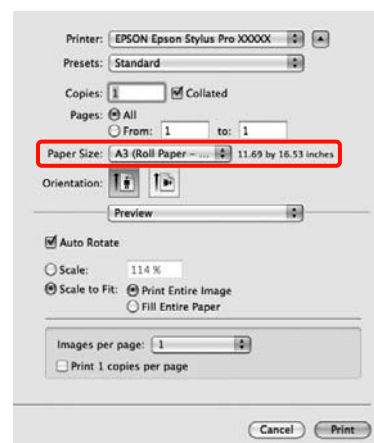 Printer: EPSON Epson Stylus Pro XXXXX
Presets: Standard
Copies: 1 Collated
Pages: All
From: 1 to: 1
Paper Size: A3 (Roll Paper – ... 11.69 by 16.53 inches
Orientation:
Preview
Auto Rotate
Scale: 114 %
Scale to Fit: Print Entire Image
Fill Entire Paper
Images per page: 1
Print 1 copies per page
Cancel Print